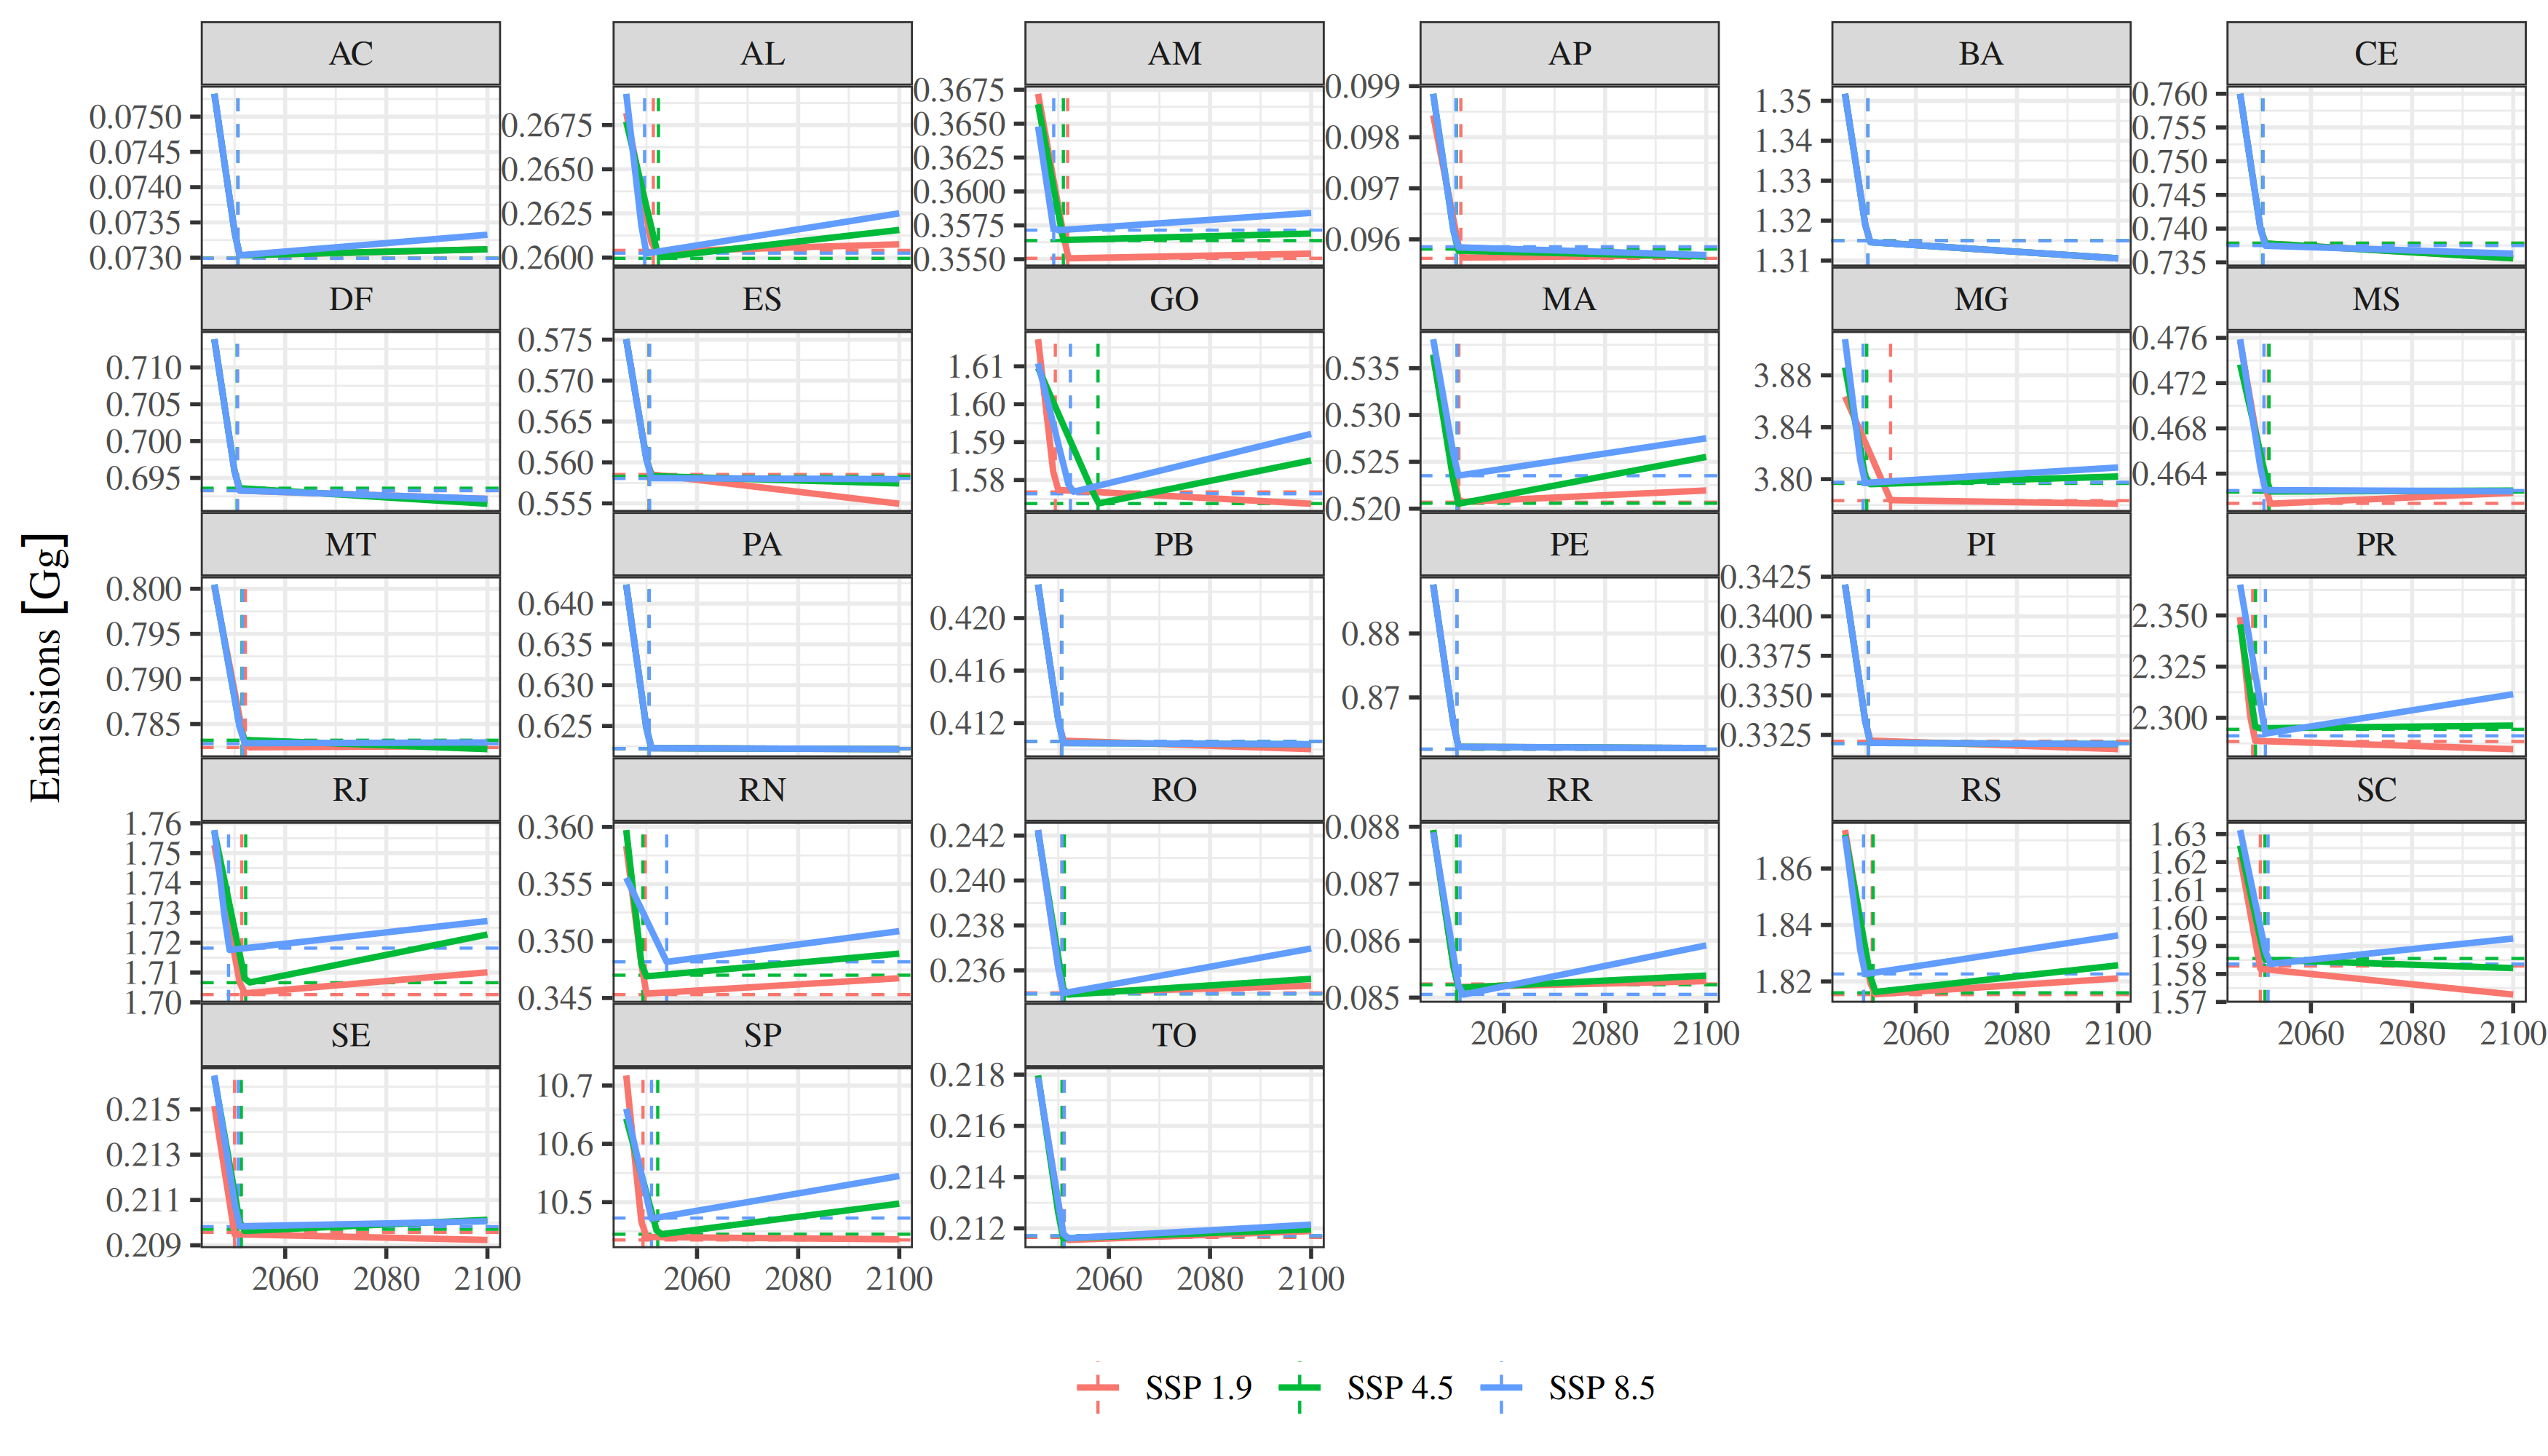 AC AL AM AP BA CE
0.0750 0.0745 0.0740 0.0735 0.0730
0.2675 0.2650 0.2625 0.2600
0.3675 0.3650 0.3625 0.3600 0.3575 0.3550
0.099 0.098 0.097 0.096
1.35 1.34 1.33 1.32 1.31
0.760 0.755 0.750 0.745 0.740 0.735
DF ES GO MA MG MS
0.710 0.705 0.700 0.695
0.575 0.570 0.565 0.560 0.555
1.61 1.60 1.59 1.58
0.535 0.530 0.525 0.520
3.88 3.84 3.80
0.476 0.472 0.468 0.464
MT PA PB PE PI PR
0.800 0.795 0.790 0.785
0.640 0.635 0.630 0.625
0.420 0.416 0.412
0.88 0.87
0.3425 0.3400 0.3375 0.3350 0.3325
2.350 2.325 2.300
RJ RN RO RR RS SC
1.76 1.75 1.74 1.73 1.72 1.71 1.70
0.360 0.355 0.350 0.345
0.242 0.240 0.238 0.236
0.088 0.087 0.086 0.085
1.86 1.84 1.82
1.63 1.62 1.61 1.60 1.59 1.58 1.57
2060 2080 2100 2060 2080 2100 2060 2080 2100
SE SP TO
0.215 0.213 0.211 0.209
10.7 10.6 10.5
0.218 0.216 0.214 0.212
2060 2080 2100 2060 2080 2100 2060 2080 2100
Emissions [Gg]
SSP 1.9 SSP 4.5 SSP 8.5